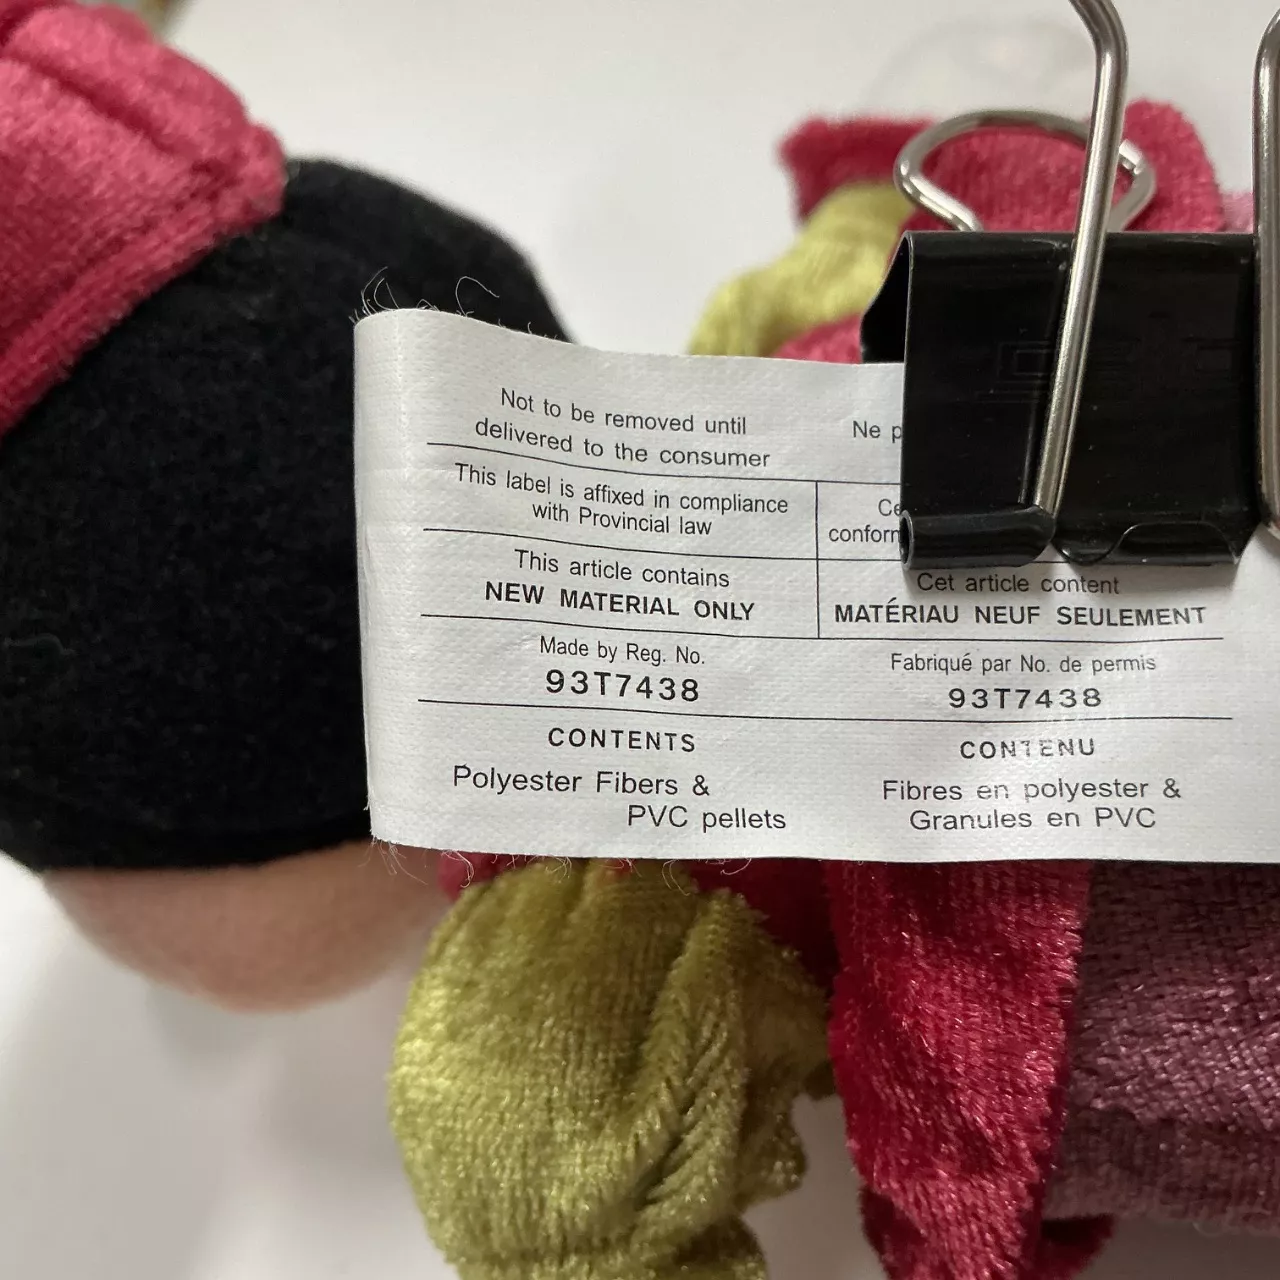 Not to be removed until
delivered to the consumer
Ne p
This label is affixed in compliance
with Provincial law
Ce
conform
This article contains
NEW MATERIAL ONLY
Cet article content
MATÉRIAU NEUF SEULEMENT
Made by Reg. No.
93T7438
Fabriqué par No. de permis
93T7438
CONTENTS
Polyester Fibers &
PVC pellets
CONTENU
Fibres en polyester &
Granules en PVC